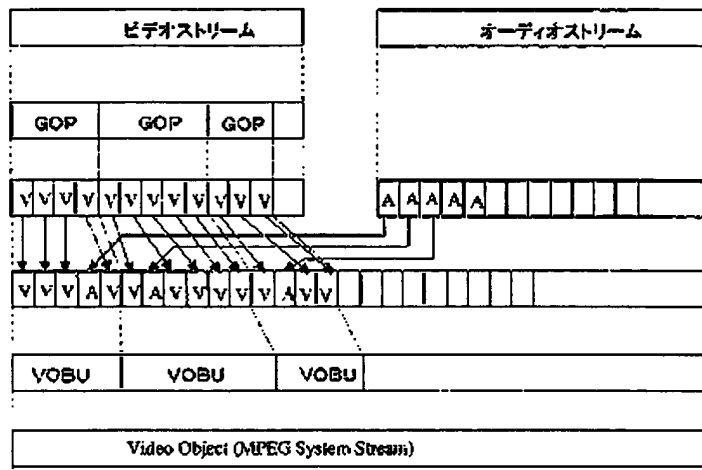 ビデオストリーム オーディオストリーム
GOP GOP GOP
V V V V V V V V V V V V A A A A A
V V V A V V A V V V V V A V V
VOBU VOBU VOBU
Video Object (MPEG System Stream)